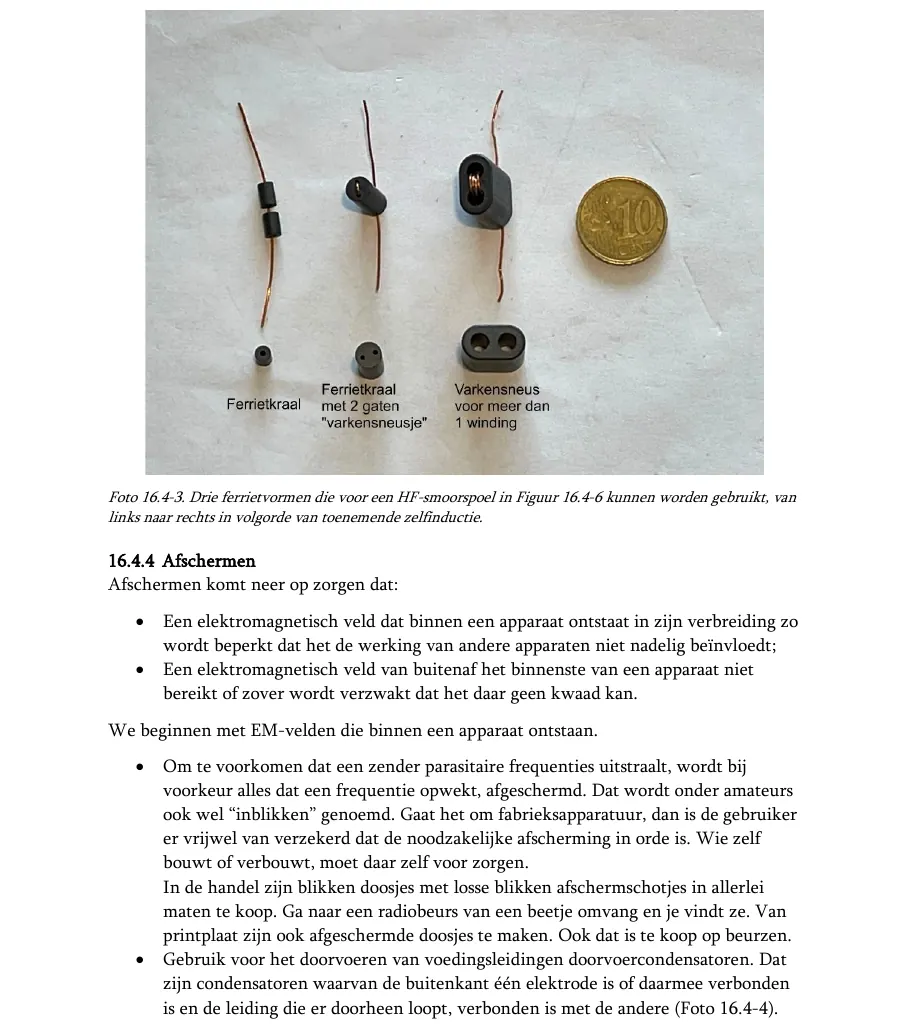 10
Ferrietkraal
Ferrietkraal
met 2 gaten
"varkensneusje"
Varkensneus
voor meer dan
1 winding
Foto 16.4-3. Drie ferrietvormen die voor een HF-smoorspoel in Figuur 16.4-6 kunnen worden gebruikt, van
links naar rechts in volgorde van toenemende zelfinductie.
16.4.4 Afschermen
Afschermen komt neer op zorgen dat:
• Een elektromagnetisch veld dat binnen een apparaat ontstaat in zijn verbreiding zo
wordt beperkt dat het de werking van andere apparaten niet nadelig beïnvloedt;
• Een elektromagnetisch veld van buitenaf het binnenste van een apparaat niet
bereikt of zover wordt verzwakt dat het daar geen kwaad kan.
We beginnen met EM-velden die binnen een apparaat ontstaan.
• Om te voorkomen dat een zender parasitaire frequenties uitstraalt, wordt bij
voorkeur alles dat een frequentie opwekt, afgeschermd. Dat wordt onder amateurs
ook wel “inblikken” genoemd. Gaat het om fabrieksapparatuur, dan is de gebruiker
er vrijwel van verzekerd dat de noodzakelijke afscherming in orde is. Wie zelf
bouwt of verbouwt, moet daar zelf voor zorgen.
In de handel zijn blikken doosjes met losse blikken afschermschotjes in allerlei
maten te koop. Ga naar een radiobeurs van een beetje omvang en je vindt ze. Van
printplaat zijn ook afgeschermde doosjes te maken. Ook dat is te koop op beurzen.
• Gebruik voor het doorvoeren van voedingsleidingen doorvoercondensatoren. Dat
zijn condensatoren waarvan de buitenkant één elektrode is of daarmee verbonden
is en de leiding die er doorheen loopt, verbonden is met de andere (Foto 16.4-4).